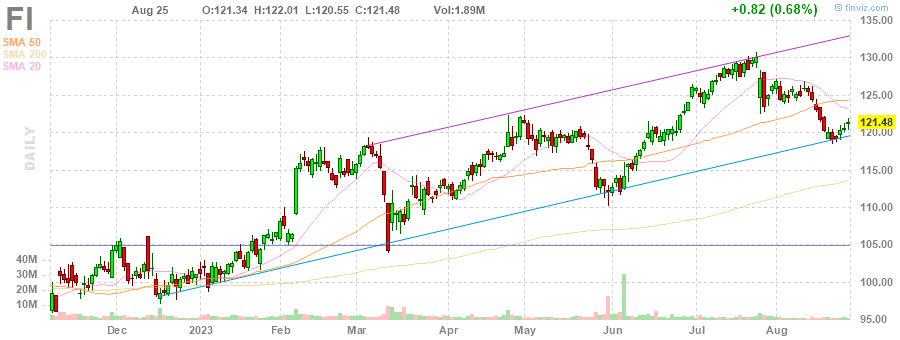 FI Aug 25 O:121.34 H:122.01 L:120.55 C:121.48 Vol:1.89M +0.82 (0.68%) © finviz.com
SMA 50
SMA 200
SMA 20
DAILY
135.00
130.00
125.00
121.48
120.00
115.00
110.00
105.00
100.00
95.00
40M
30M
20M
10M
Dec 2023 Feb Mar Apr May Jun Jul Aug